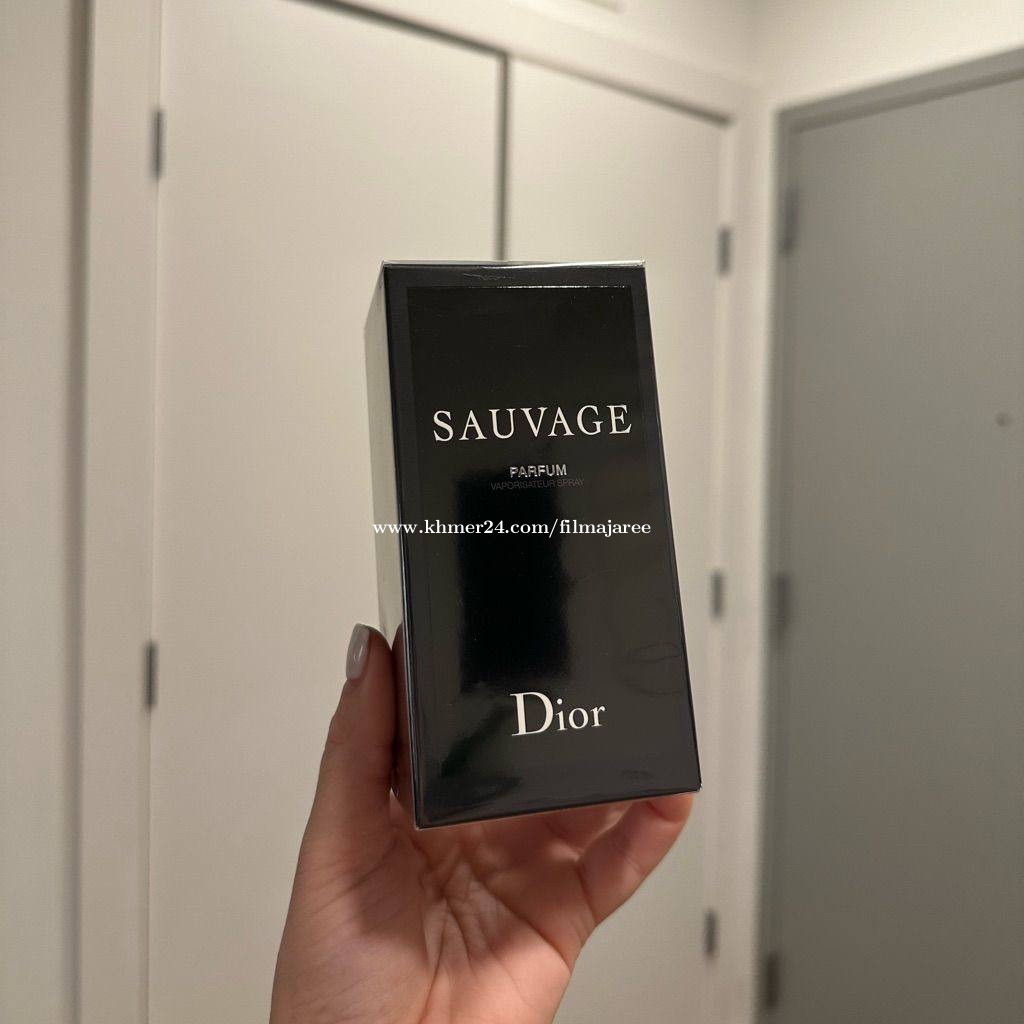 SAUVAGE
PARFUM
VAPORISATEUR SPRAY
www.khmer24.com/filmajaree
Dior